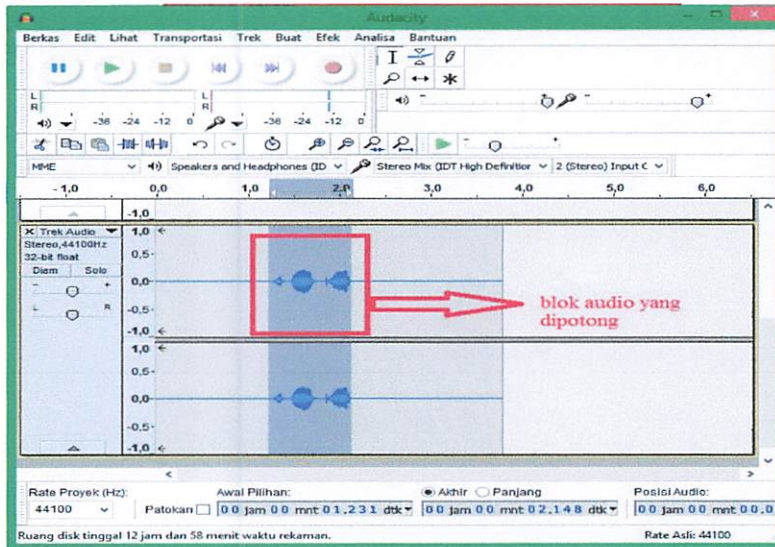 Audacity
Berkas Edit Lihat Transportasi Trek Buat Efek Analisa Bantuan
L
R
-36 -24 -12 0
L
R
-36 -24 -12 0
MME Speakers and Headphones (ID Stereo Mix (IDT High Definitior 2 (Stereo) Input C
-1,0 0,0 1,0 2,0 3,0 4,0 5,0 6,0
-1,0
Trek Audio
Stereo,44100Hz
32-bit float
Diam Solo
- +
L R
1,0
0,5-
0,0-
-0,5-
-1,0
blok audio yang
dipotong
1,0
0,5-
0,0-
-0,5-
-1,0
Rate Proyek (Hz): Awal Pilihan: Akhir Panjang Posisi Audio:
44100 Patokan 00 jam 00 mnt 01.231 dtk 00 jam 00 mnt 02.148 dtk 00 jam 00 mnt 00.0
Ruang disk tinggal 12 jam dan 58 menit waktu rekaman. Rate Asli: 44100